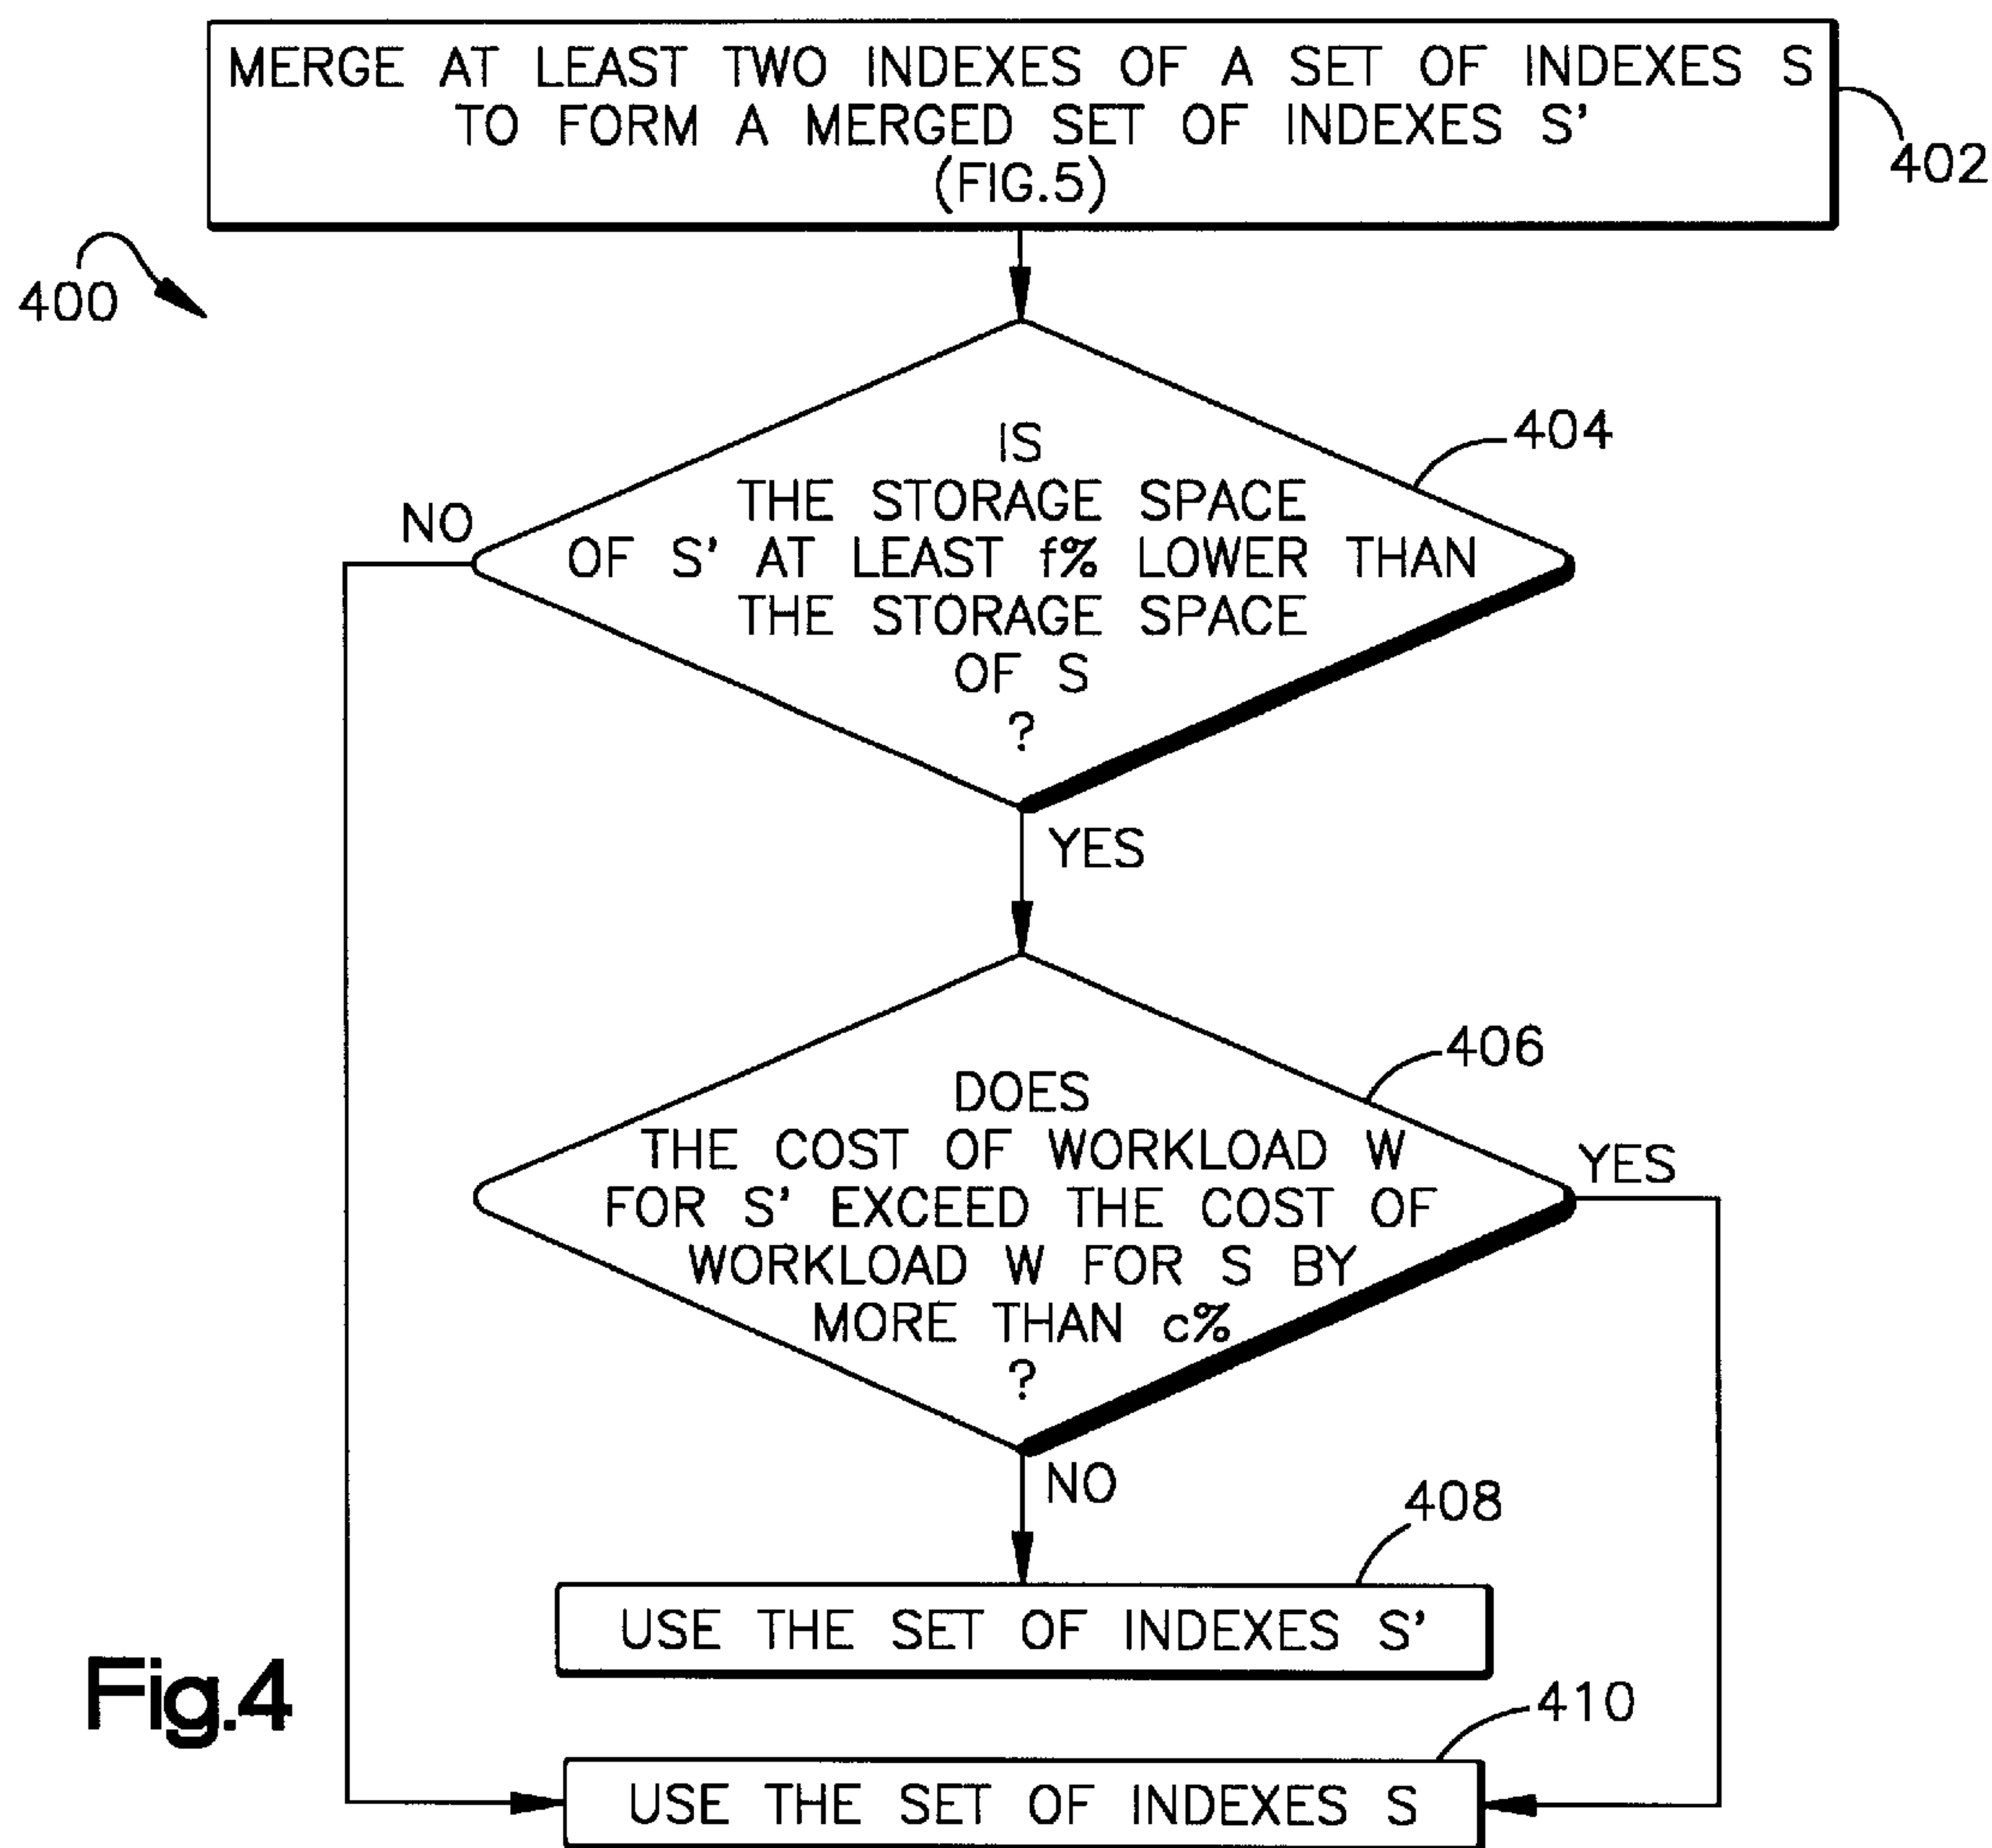 MERGE AT LEAST TWO INDEXES OF A SET OF INDEXES S
TO FORM A MERGED SET OF INDEXES S'
(FIG.5)
402
400
404
IS
THE STORAGE SPACE
OF S' AT LEAST f% LOWER THAN
THE STORAGE SPACE
OF S
?
NO
YES
406
DOES
THE COST OF WORKLOAD W
FOR S' EXCEED THE COST OF
WORKLOAD W FOR S BY
MORE THAN c%
?
YES
NO
408
USE THE SET OF INDEXES S'
410
USE THE SET OF INDEXES S
Fig.4